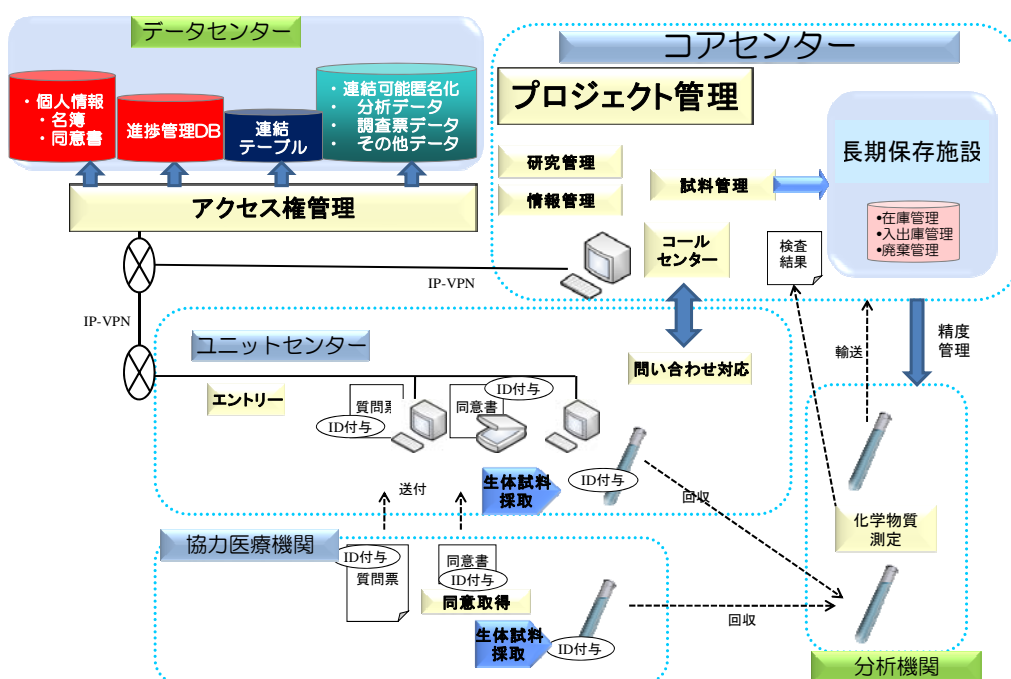 データセンター
・個人情報
・名簿
・同意書
進捗管理DB
連結
テーブル
・連結可能匿名化
・分析データ
・調査票データ
・その他データ
アクセス権管理
コアセンター
プロジェクト管理
研究管理
情報管理
試料管理
コール
センター
長期保存施設
•在庫管理
•入出庫管理
•廃棄管理
検査
結果
IP-VPN
IP-VPN
ユニットセンター
エントリー
質問票
ID付与
同意書
ID付与
問い合わせ対応
輸送
精度
管理
生体試料
採取
ID付与
送付
回収
協力医療機関
ID付与
質問票
同意書
ID付与
同意取得
生体試料
採取
ID付与
回収
化学物質
測定
分析機関